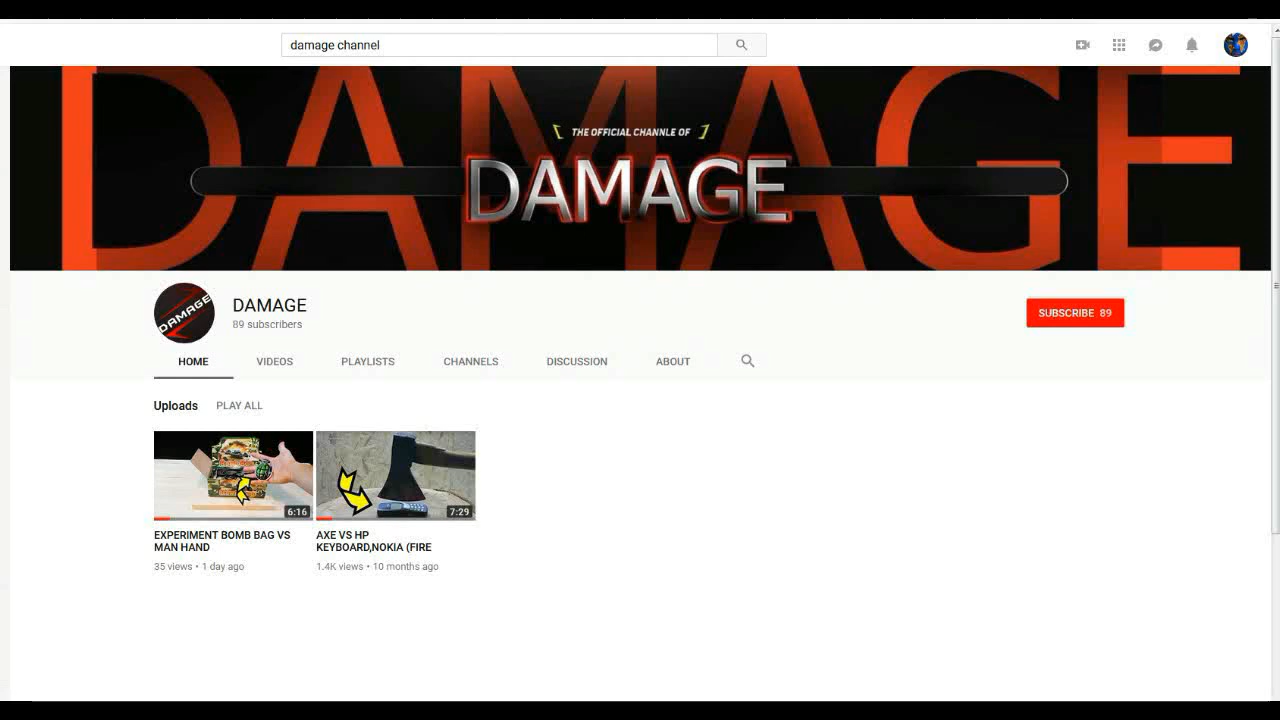 damage channel
DAMAGE
THE OFFICIAL CHANNLE OF
DAMAGE
DAMAGE
DAMAGE
89 subscribers
SUBSCRIBE 89
HOME VIDEOS PLAYLISTS CHANNELS DISCUSSION ABOUT
Uploads PLAY ALL
6:16
7:29
EXPERIMENT BOMB BAG VS
MAN HAND
35 views • 1 day ago
AXE VS HP
KEYBOARD,NOKIA (FIRE
1.4K views • 10 months ago